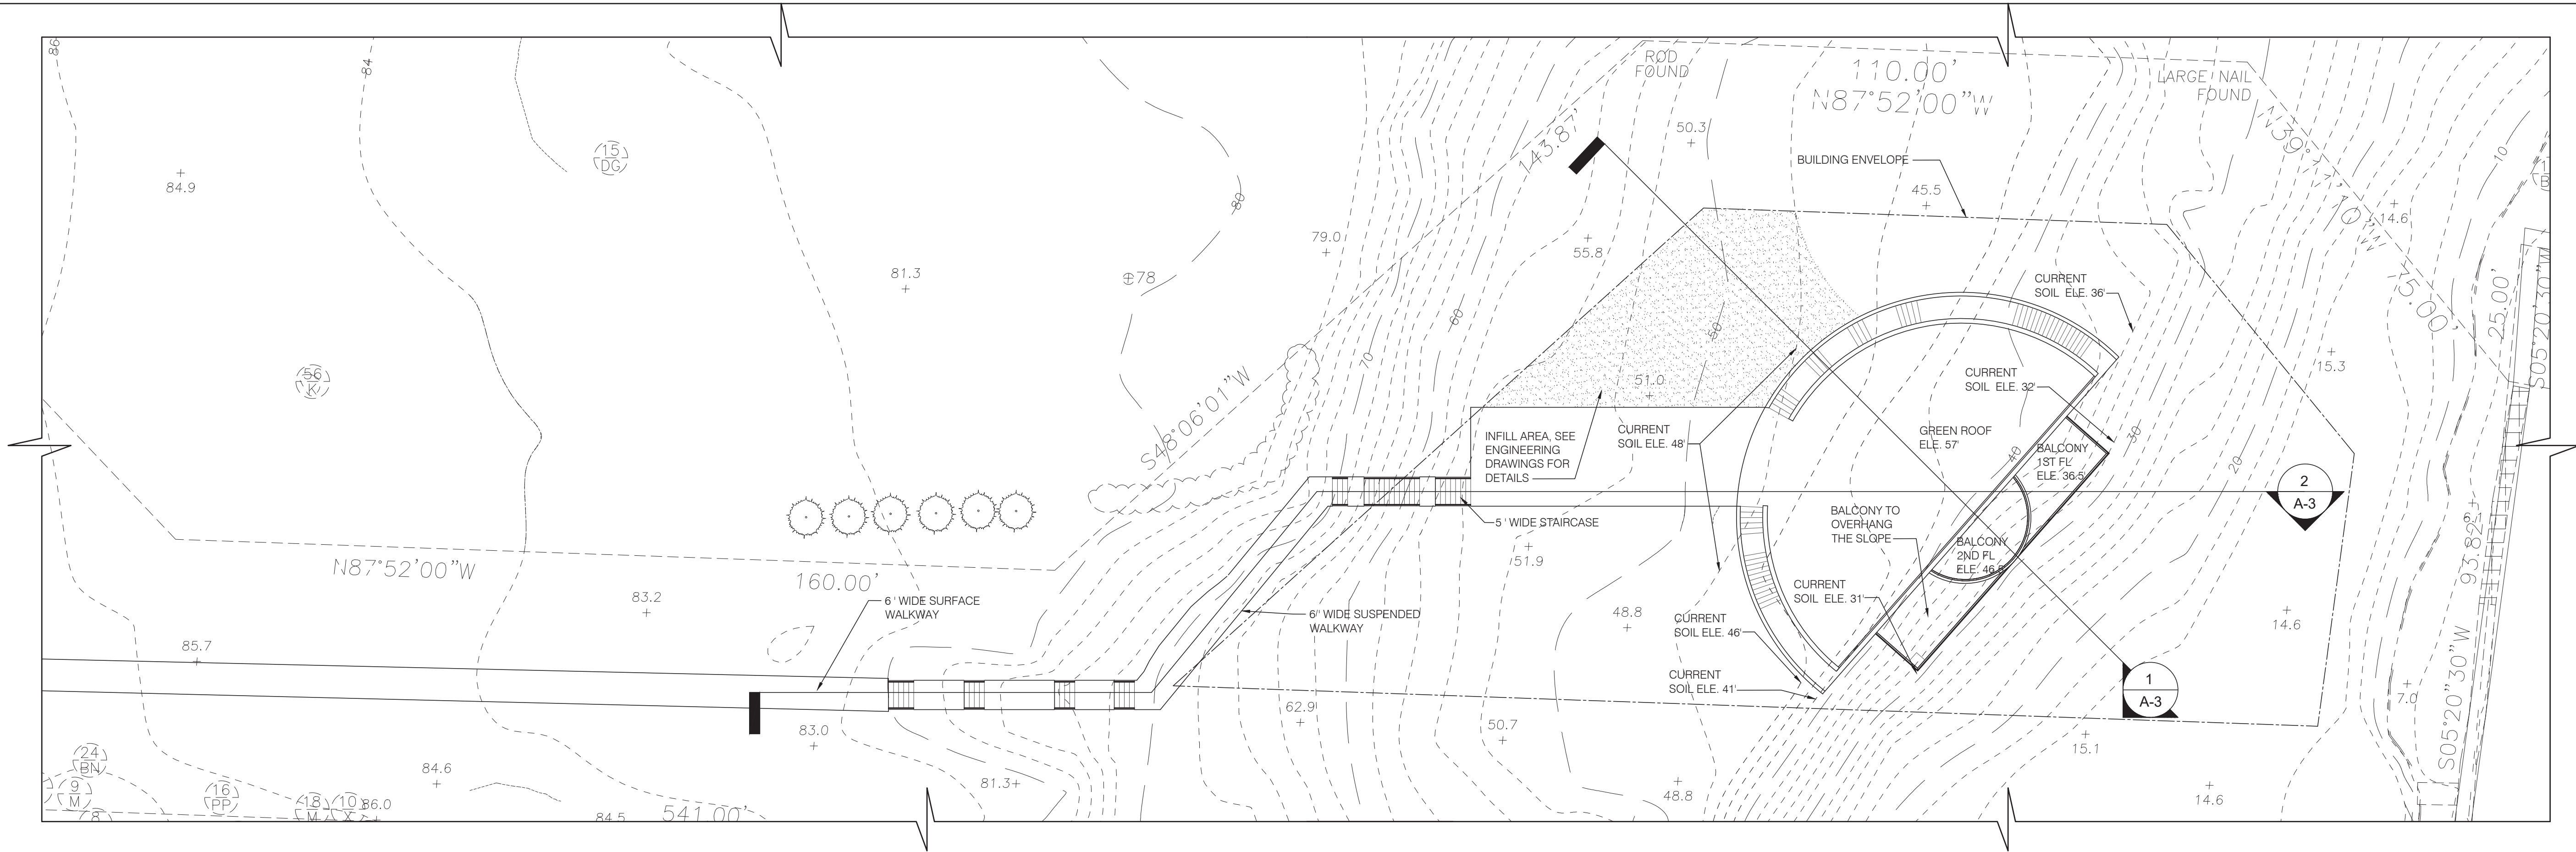 86
84
15
DG
84.9
81.3
⌓78
80
79.0
56
K
S48°06'01"W
143.87'
ROD
FOUND
110.00'
N87°52'00"W
LARGE NAIL
FOUND
50.3
BUILDING ENVELOPE
45.5
55.8
14.6
10
25.00'
S05°20'30"W
15.3
60
70
50
51.0
CURRENT
SOIL ELE. 36'
CURRENT
SOIL ELE. 32'
INFILL AREA, SEE
ENGINEERING
DRAWINGS FOR
DETAILS
CURRENT
SOIL ELE. 48'
GREEN ROOF
ELE. 57'
40
30
20
BALCONY
1ST FL
ELE. 36.5'
2
A-3
5 ' WIDE STAIRCASE
BALCONY TO
OVERHANG
THE SLOPE
BALCONY
2ND FL
6.1
51.9
N87°52'00"W
160.00'
83.2
6 ' WIDE SURFACE
WALKWAY
6'' WIDE SUSPENDED
WALKWAY
CURRENT
SOIL ELE. 31'
48.8
CURRENT
SOIL ELE. 46'
CURRENT
SOIL ELE. 41'
14.6
93.82'
S05°20'30"W
85.7
1
A-3
7.0
83.0
62.9
50.7
15.1
84.6
81.3
48.8
14.6
24
BN
9
M
16
PP
18
M
10
X
86.0
8
84.5
541.00'